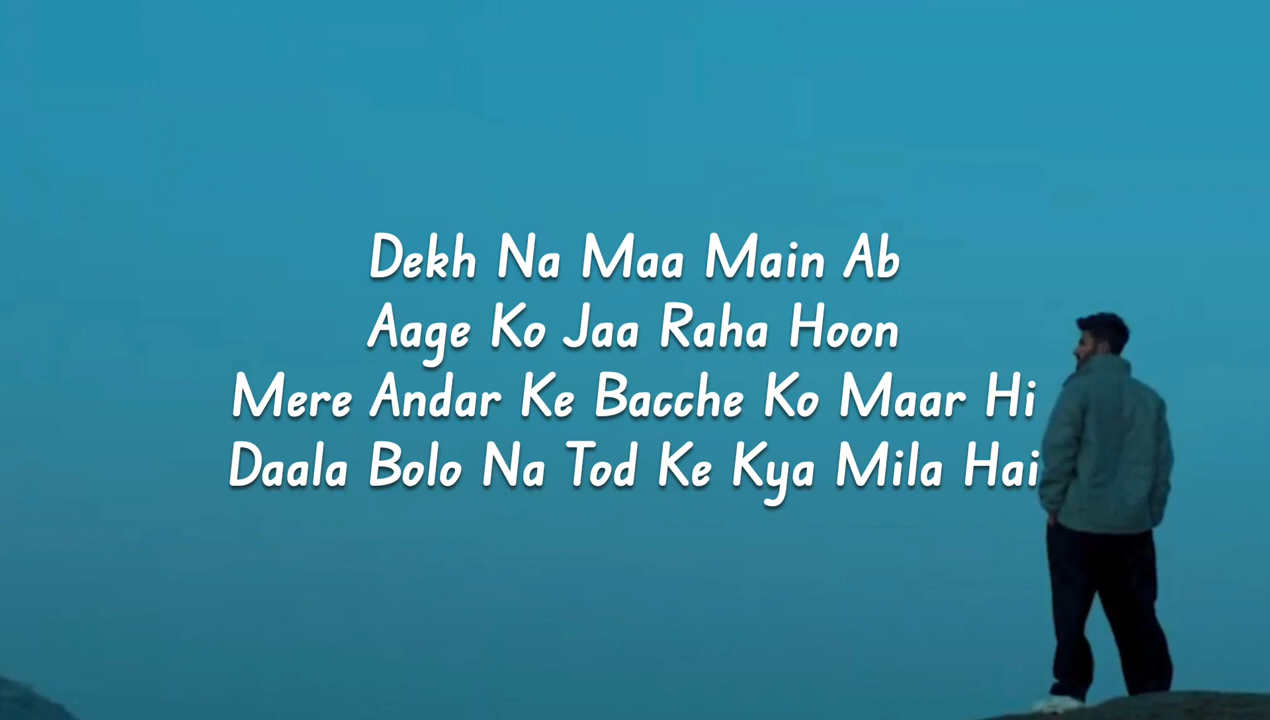 Dekh Na Maa Main Ab
Aage Ko Jaa Raha Hoon
Mere Andar Ke Bacche Ko Maar Hi
Daala Bolo Na Tod Ke Kya Mila Hai